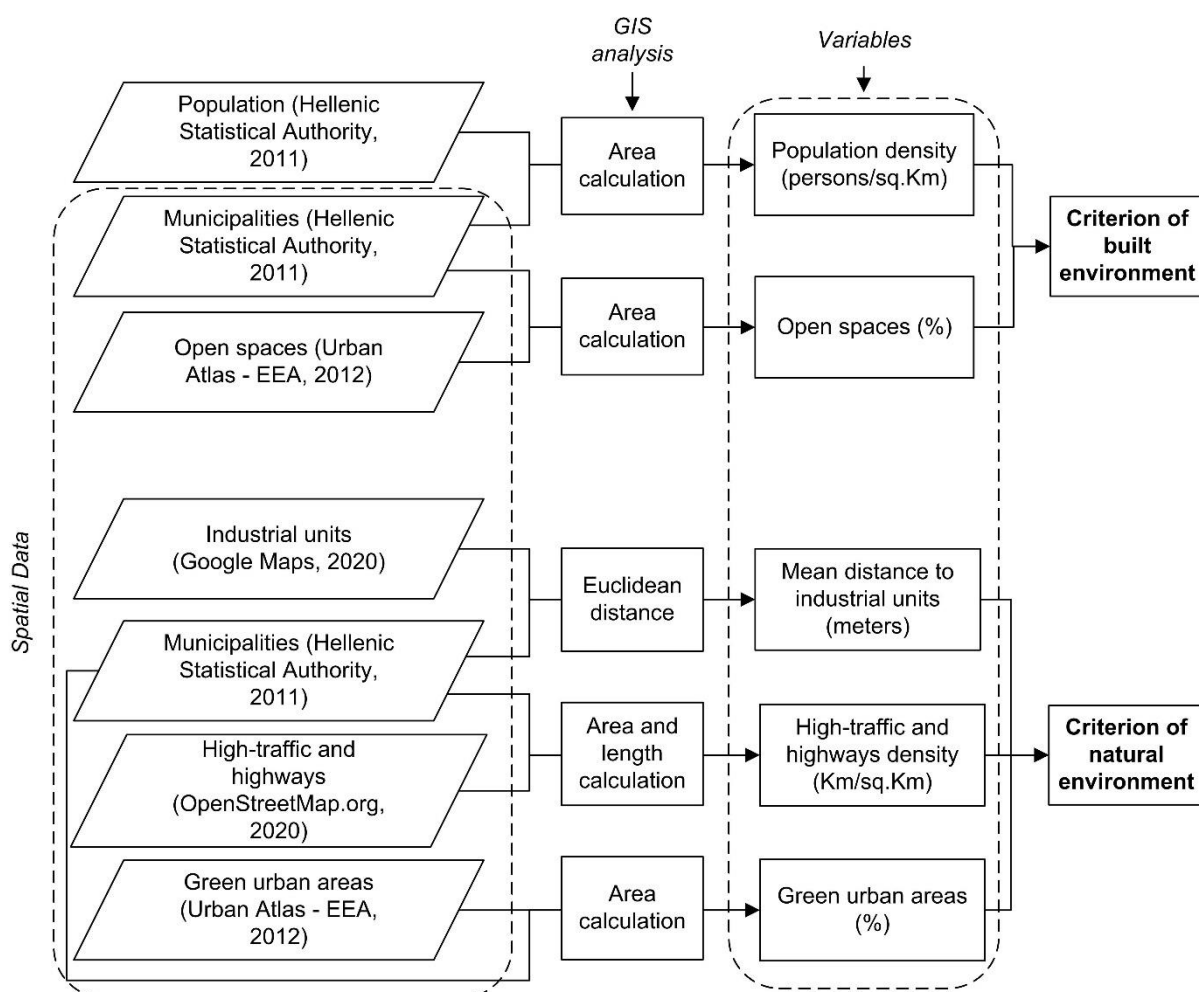 GIS
analysis
Variables
Population (Hellenic
Statistical Authority,
2011)
Area
calculation
Population density
(persons/sq.Km)
Municipalities (Hellenic
Statistical Authority,
2011)
Criterion of
built
environment
Open spaces (Urban
Atlas - EEA, 2012)
Area
calculation
Open spaces (%)
Spatial Data
Industrial units
(Google Maps, 2020)
Euclidean
distance
Mean distance to
industrial units
(meters)
Municipalities (Hellenic
Statistical Authority,
2011)
High-traffic and
highways
(OpenStreetMap.org,
2020)
Area and
length
calculation
High-traffic and
highways density
(Km/sq.Km)
Criterion of
natural
environment
Green urban areas
(Urban Atlas - EEA,
2012)
Area
calculation
Green urban areas
(%)